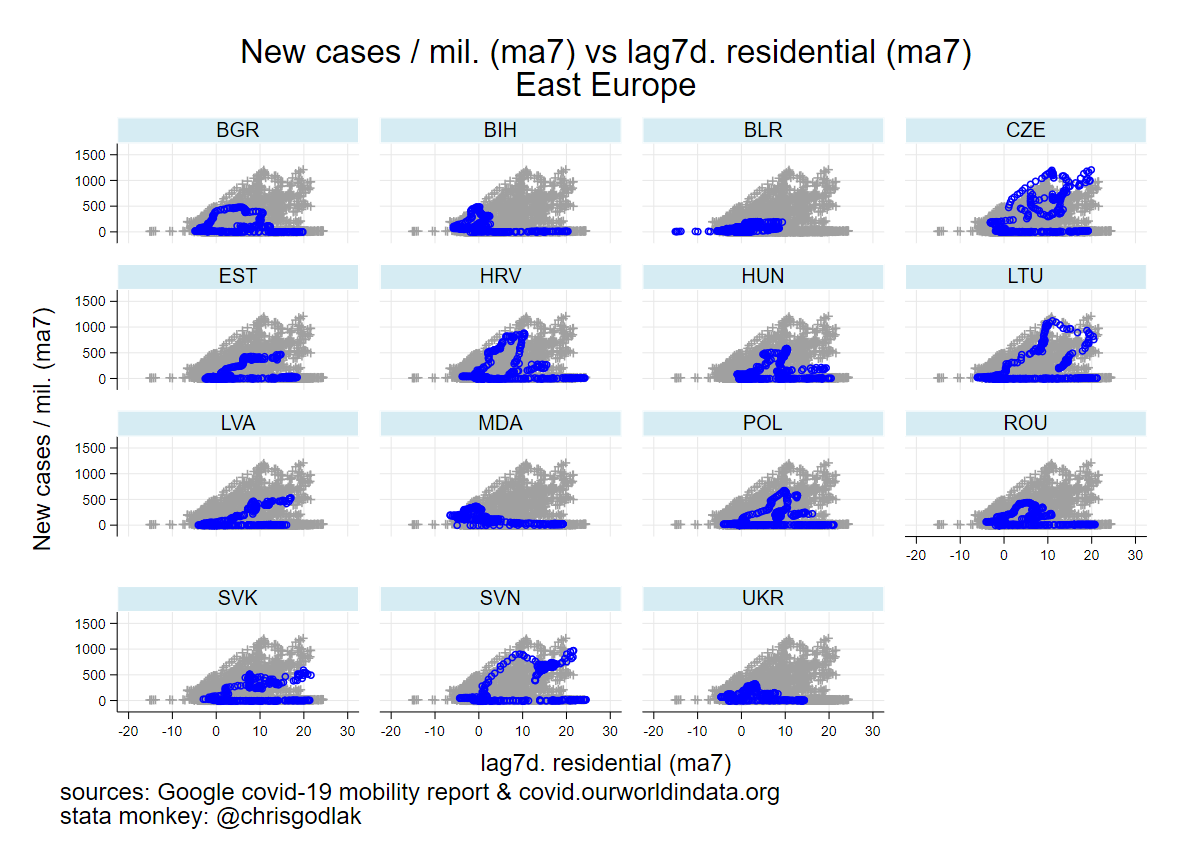 New cases / mil. (ma7) vs lag7d. residential (ma7)
East Europe
BGR
BIH
BLR
CZE
1500
1000
500
0
EST
HRV
HUN
LTU
1500
1000
500
0
LVA
MDA
POL
ROU
1500
1000
500
0
-20 -10 0 10 20 30
SVK
SVN
UKR
1500
1000
500
0
-20 -10 0 10 20 30
-20 -10 0 10 20 30
-20 -10 0 10 20 30
New cases / mil. (ma7)
lag7d. residential (ma7)
sources: Google covid-19 mobility report & covid.ourworldindata.org
stata monkey: @chrisgodlak